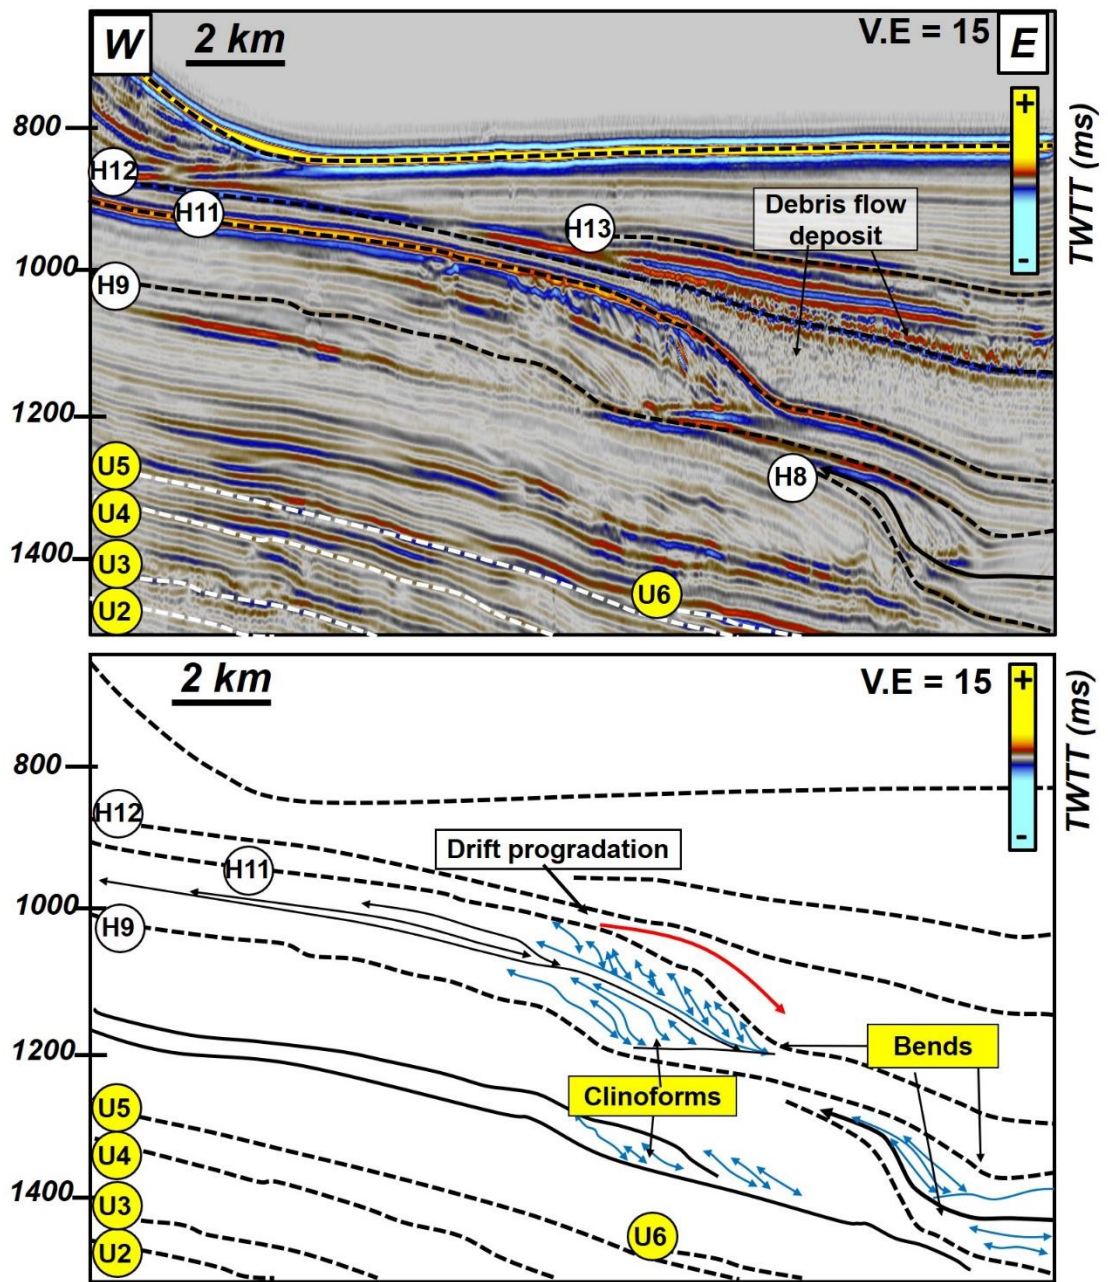 W
2 km
V.E = 15
E
+
-
TWTT (ms)
800
H12
H11
H13
Debris flow
deposit
1000
H9
1200
U5
H8
U4
1400
U3
U6
U2
2 km
V.E = 15
+
-
TWTT (ms)
800
H12
Drift progradation
H11
1000
H9
1200
Bends
Clinoforms
U5
U4
1400
U3
U6
U2